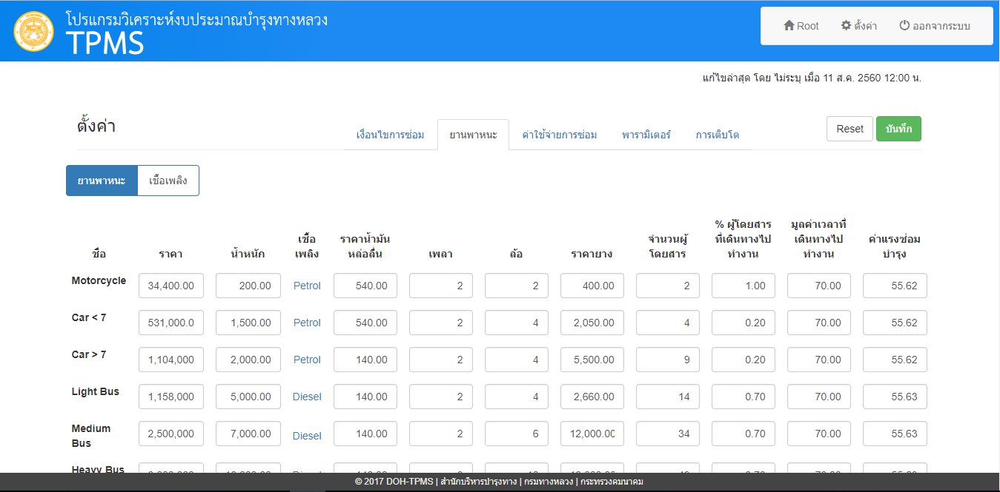 โปรแกรมวิเคราะห์งบประมาณบำรุงทางหลวง
TPMS
Root ตั้งค่า ออกจากระบบ
แก้ไขล่าสุด โดย ไม่ระบุ เมื่อ 11 ส.ค. 2560 12:00 น.
ตั้งค่า
เงื่อนไขการซ่อม ยานพาหนะ ค่าใช้จ่ายการซ่อม พารามิเตอร์ การเติบโต
Reset บันทึก
ยานพาหนะ เชื้อเพลิง
ชื่อ ราคา น้ำหนัก เชื้อเพลิง ราคาน้ำมันหล่อลื่น เพลา ล้อ ราคายาง จำนวนผู้โดยสาร % ผู้โดยสารที่เดินทางไปทำงาน มูลค่าเวลาที่เดินทางไปทำงาน ค่าแรงซ่อมบำรุง
Motorcycle 34,400.00 200.00 Petrol 540.00 2 2 400.00 2 1.00 70.00 55.62
Car < 7 531,000.0 1,500.00 Petrol 540.00 2 4 2,050.00 4 0.20 70.00 55.62
Car > 7 1,104,000 2,000.00 Petrol 140.00 2 4 5,500.00 9 0.20 70.00 55.62
Light Bus 1,158,000 5,000.00 Diesel 140.00 2 4 2,660.00 14 0.70 70.00 55.63
Medium Bus 2,500,000 7,000.00 Diesel 140.00 2 6 12,000.00 34 0.70 70.00 55.63
Heavy Bus
© 2017 DOH-TPMS | สำนักบริหารบำรุงทาง | กรมทางหลวง | กระทรวงคมนาคม